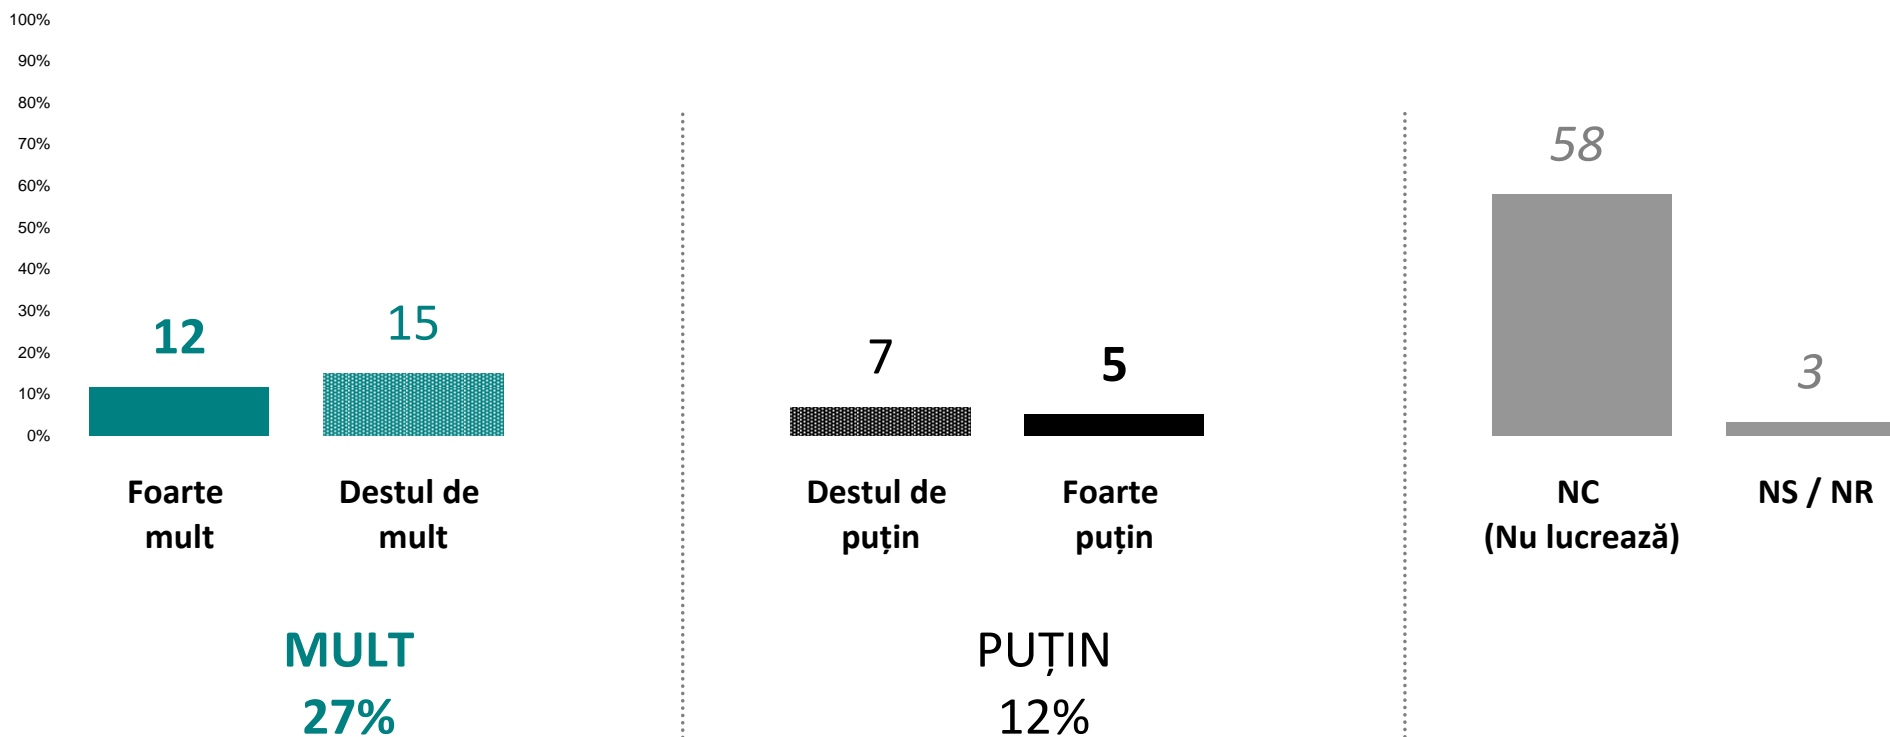 100%
90%
80%
70%
60%
50%
40%
30%
20%
10%
0%
12
15
7
5
58
3
Foarte
mult
Destul de
mult
Destul de
puțin
Foarte
puțin
NC
(Nu lucrează)
NS / NR
MULT
27%
PUȚIN
12%